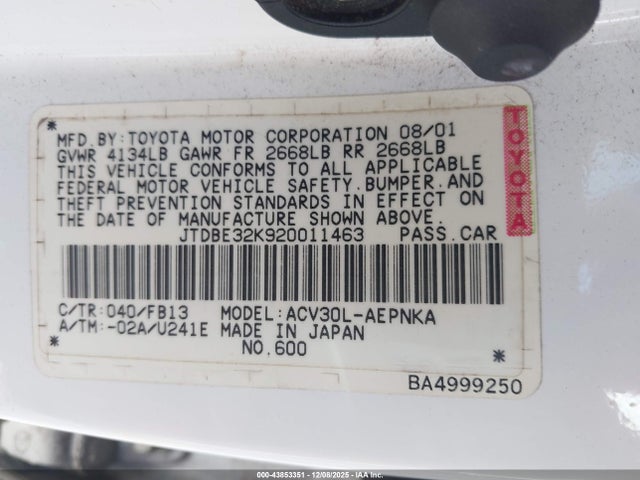 MFD.BY:TOYOTA MOTOR CORPORATION 08/01
GVWR 4134LB GAWR FR 2668LB RR 2668LB
THIS VEHICLE CONFORMS TO ALL APPLICABLE
FEDERAL MOTOR VEHICLE SAFETY.BUMPER.AND
THEFT PREVENTION STANDARDS IN EFFECT ON
THE DATE OF MANUFACTURE SHOWN ABOVE.
JTDBE32K920011463 PASS.CAR
TOYOTA
* *
C/TR:040/FB13 MODEL:ACV30L-AEPNKA
A/TM:-02A/U241E MADE IN JAPAN
NO.600
BA4999250
000-43853351 - 12/08/2025 - IAA Inc.